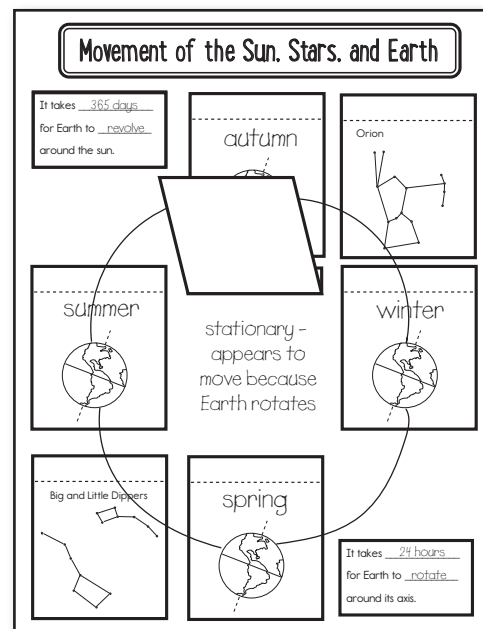 Movement of the Sun, Stars, and Earth
It takes 365 days
for Earth to revolve
around the sun.
autumn
Orion
summer
winter
stationary -
appears to
move because
Earth rotates
Big and Little Dippers
spring
It takes 24 hours
for Earth to rotate
around its axis.